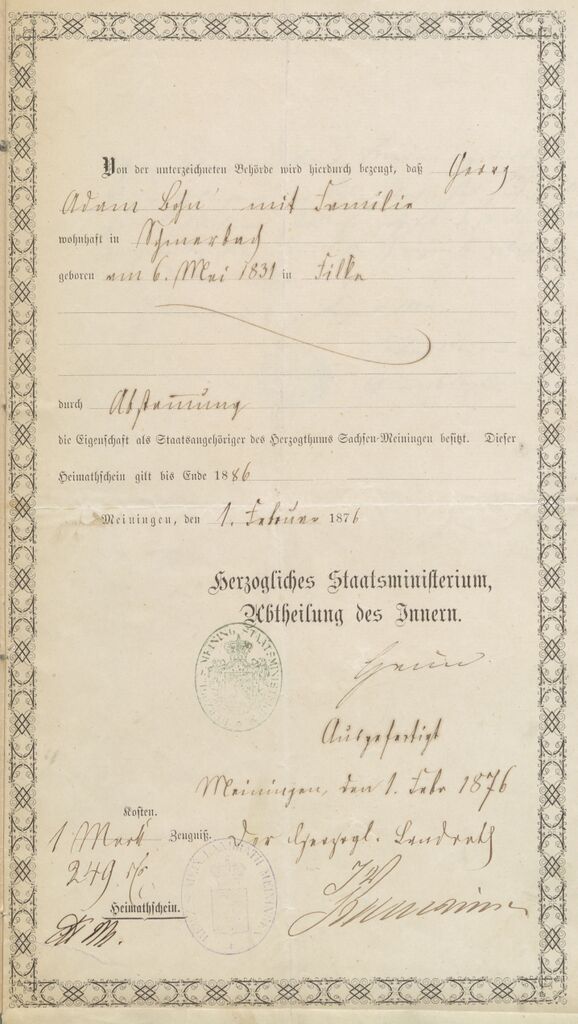 Von der unterzeichneten Behörde wird hierdurch bezeugt, daß Georg
Adam Bohn mit Familie
wohnhaft in Schmerbach
geboren am 6. Mai 1831 in Filke
durch Abstammung
die Eigenschaft als Staatsangehöriger des Herzogthums Sachsen-Meiningen besitzt. Dieser
Heimathschein gilt bis Ende 1886
Meiningen, den 1. Februar 1876
Herzogliches Staatsministerium,
Abtheilung des Innern.
Ausgefertigt
Meiningen, den 1. Febr 1876
Kosten.
1 Mark Zeugniß. Der Herzogl. Landrath
249.
Heimathschein.